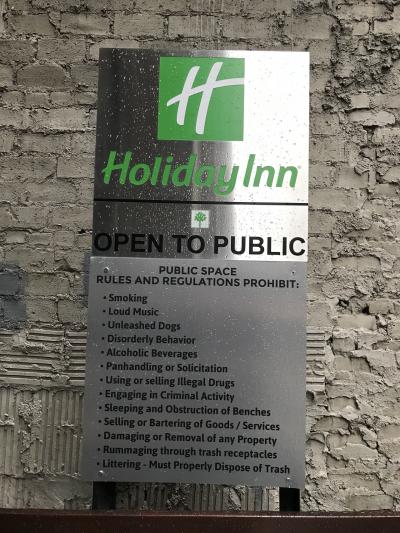 H
Holiday Inn
OPEN TO PUBLIC
PUBLIC SPACE
RULES AND REGULATIONS PROHIBIT:
• Smoking
• Loud Music
• Unleashed Dogs
• Disorderly Behavior
• Alcoholic Beverages
• Panhandling or Solicitation
• Using or selling Illegal Drugs
• Engaging in Criminal Activity
• Sleeping and Obstruction of Benches
• Selling or Bartering of Goods / Services
• Damaging or Removal of any Property
• Rummaging through trash receptacles
• Littering - Must Properly Dispose of Trash